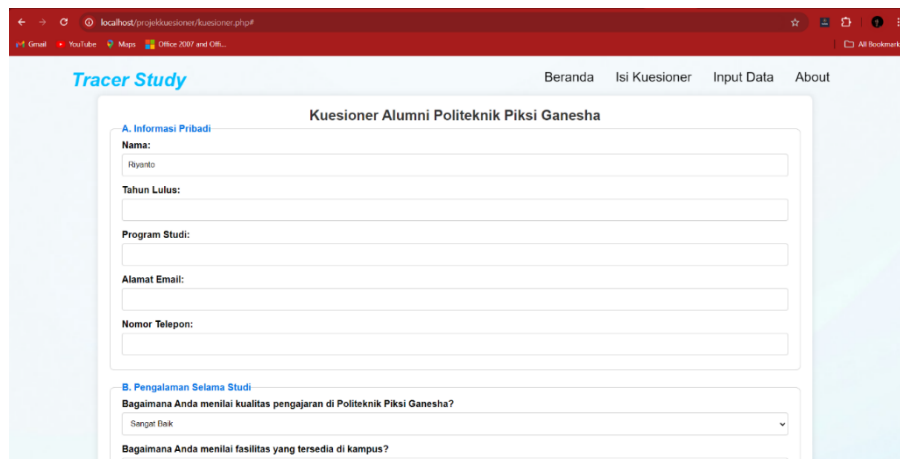 localhost/projekkuesioner/kuesioner.php#
Gmail YouTube Maps Office 2007 and Offi... All Bookmark
Tracer Study Beranda Isi Kuesioner Input Data About
Kuesioner Alumni Politeknik Piksi Ganesha
A. Informasi Pribadi
Nama:
Riyanto
Tahun Lulus:
Program Studi:
Alamat Email:
Nomor Telepon:
B. Pengalaman Selama Studi
Bagaimana Anda menilai kualitas pengajaran di Politeknik Piksi Ganesha?
Sangat Baik
Bagaimana Anda menilai fasilitas yang tersedia di kampus?